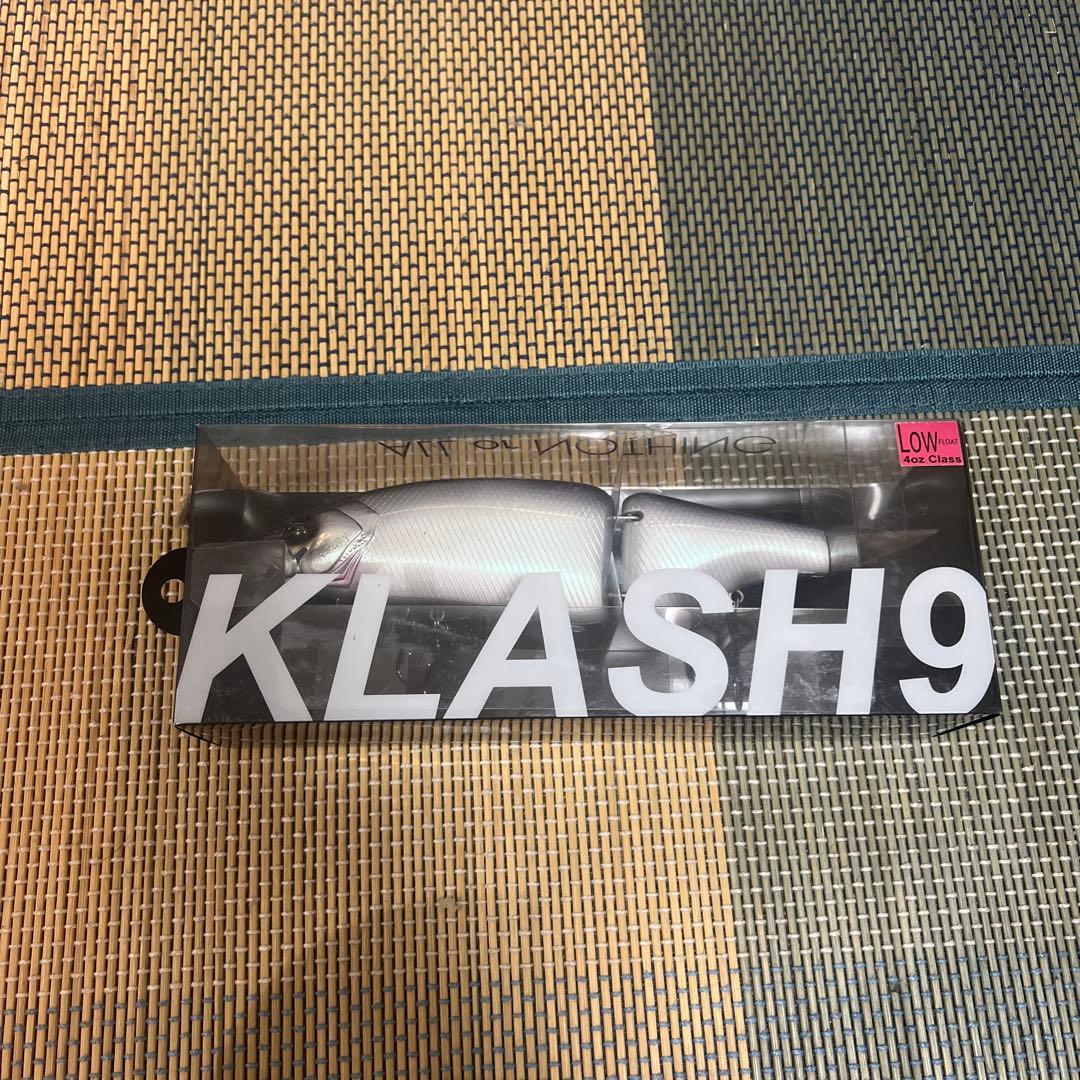 ALL or NOTHING
LOW FLOAT
4oz Class
KLASH9